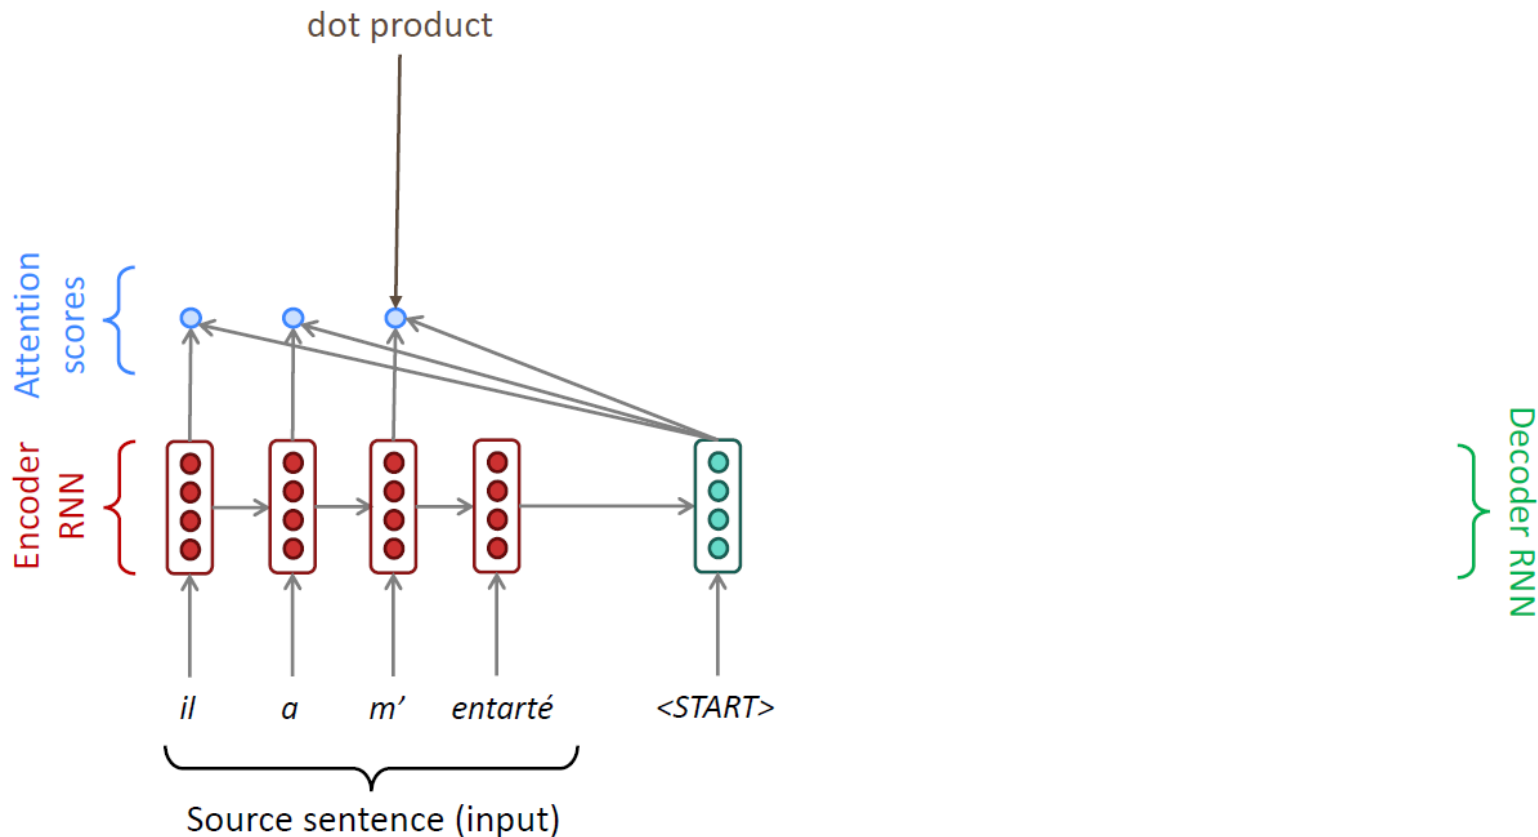 dot product
Attention
scores
Encoder
RNN
Decoder RNN
il
a
m’
entarté
<START>
Source sentence (input)